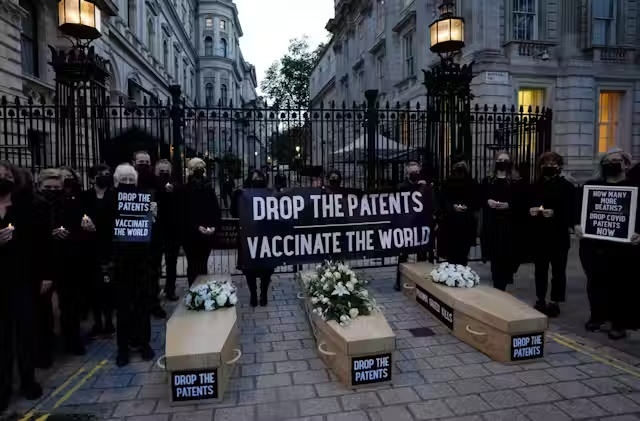 DROP THE
PATENTS
VACCINATE
THE WORLD
DROP THE PATENTS
VACCINATE THE WORLD
HOW MANY
MORE
DEATHS?
DROP COVID
PATENTS
NOW
DROP THE
PATENTS
DROP THE
PATENTS
KILLS
DROP THE
PATENTS